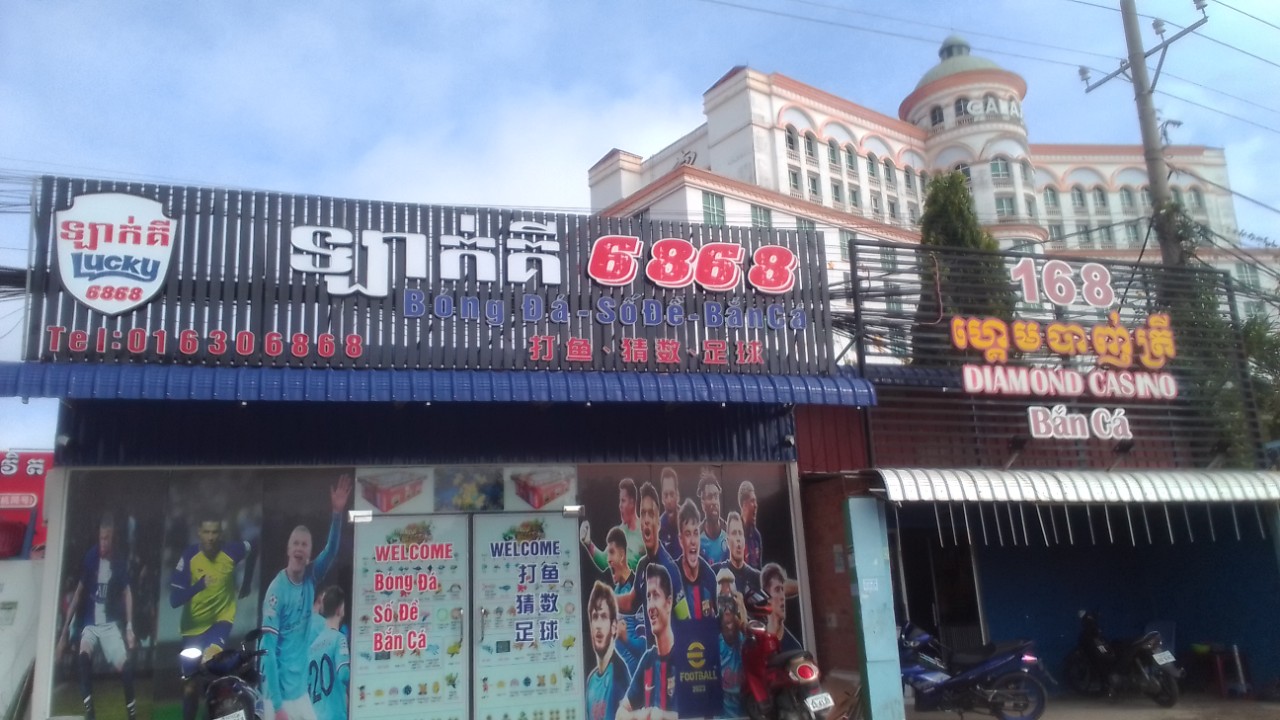 ឡាក់គី
Lucky
6868
ឡាក់គី 6868
Bóng Đá - Số Đề - Bắn Cá
Tel: 016306868
打鱼、猜数、足球
168
ហ្គេមបាញ់ត្រី
DIAMOND CASINO
Bắn Cá
WELCOME
Bóng Đá
Số Đề
Bắn Cá
WELCOME
打鱼
猜数
足球
20
FOOTBALL